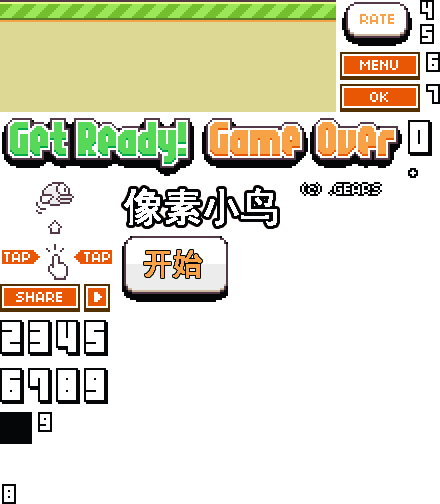 RATE
4
5
MENU
6
OK
7
Get Ready!
Game Over
1
像素小鸟
© .GEARS
TAP
TAP
开始
SHARE
2345
6789
9
8